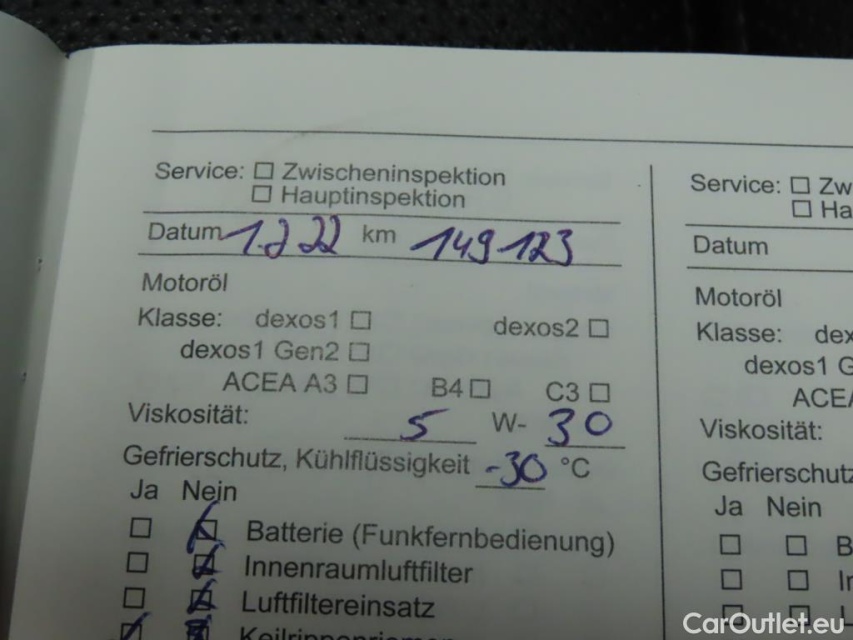 Service: ☐ Zwischeninspektion
☐ Hauptinspektion
Datum 1.2 22 km 149 123
Motoröl
Klasse: dexos1 ☐ dexos2 ☐
dexos1 Gen2 ☐
ACEA A3 ☐ B4 ☐ C3 ☐
Viskosität: 5 W- 30
Gefrierschutz, Kühlflüssigkeit -30 °C
Ja Nein
Batterie (Funkfernbedienung)
Innenraumluftfilter
Luftfiltereinsatz
Keilrippenriemen
Service: ☐ Zw
☐ Ha
Datum
Motoröl
Klasse: dex
dexos1 G
ACEA
Viskosität:
Gefrierschutz
Ja Nein
☐ ☐ B
☐ ☐ In
☐ ☐ L
CarOutlet.eu